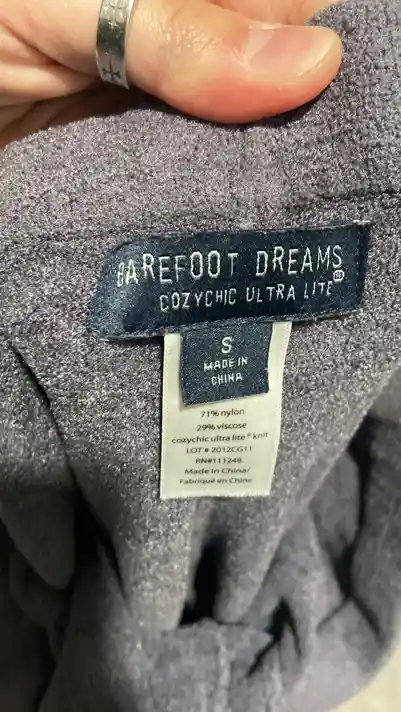 BAREFOOT DREAMS®
COZYCHIC ULTRA LITE
S
MADE IN
CHINA
71% nylon
29% viscose
cozychic ultra lite® knit
LOT # 2012CG11
RN#111248
Made in China/
Fabriqué en Chine